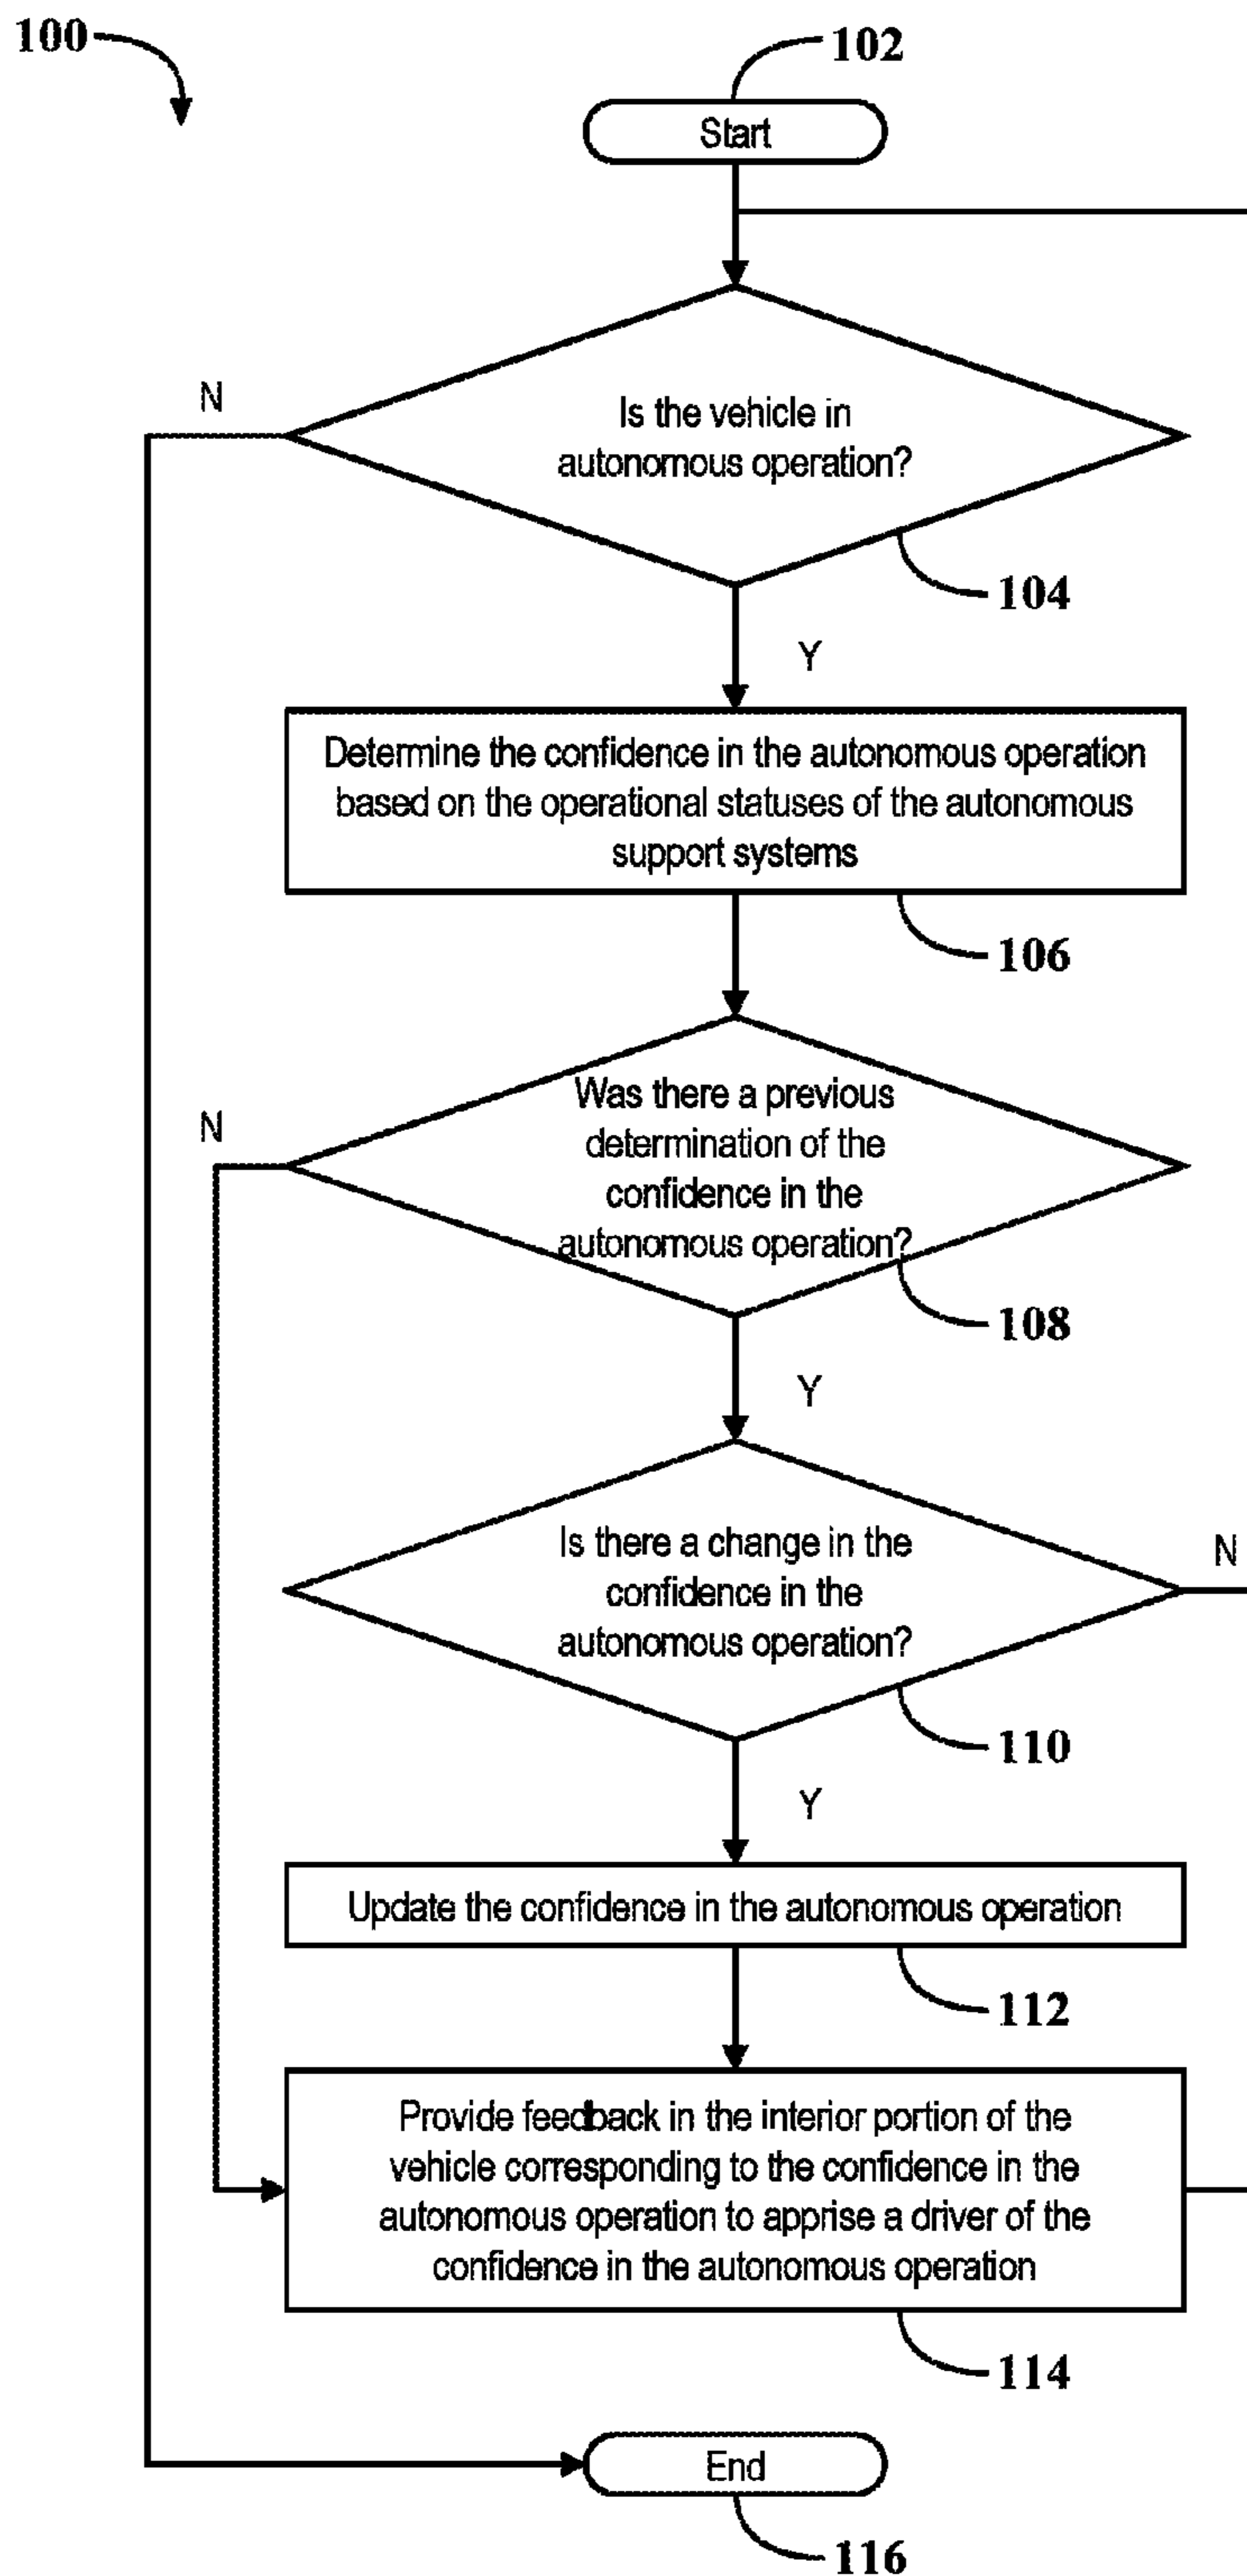 100
102
Start
Is the vehicle in
autonomous operation?
N
104
Y
Determine the confidence in the autonomous operation
based on the operational statuses of the autonomous
support systems
106
Was there a previous
determination of the
confidence in the
autonomous operation?
N
108
Y
Is there a change in the
confidence in the
autonomous operation?
N
110
Y
Update the confidence in the autonomous operation
112
Provide feedback in the interior portion of the
vehicle corresponding to the confidence in the
autonomous operation to apprise a driver of the
confidence in the autonomous operation
114
End
116